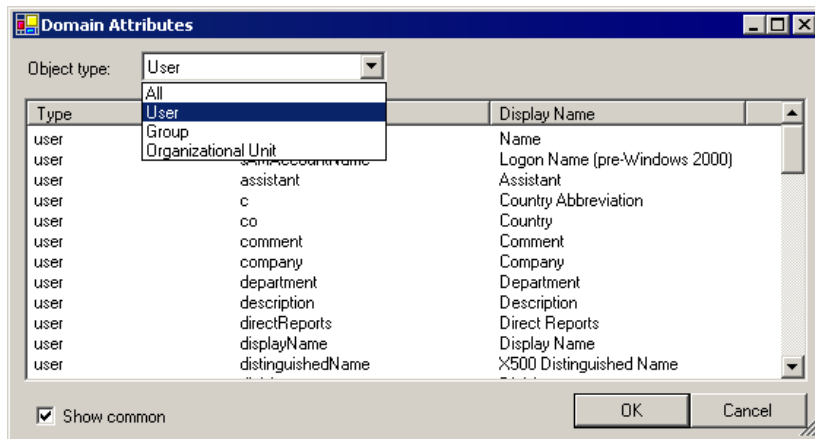 Domain Attributes
Object type: User
All
User
Group
Organizational Unit
Type Display Name
user Name
user sAMAccountName Logon Name (pre-Windows 2000)
user assistant Assistant
user c Country Abbreviation
user co Country
user comment Comment
user company Company
user department Department
user description Description
user directReports Direct Reports
user displayName Display Name
user distinguishedName X500 Distinguished Name
Show common
OK Cancel